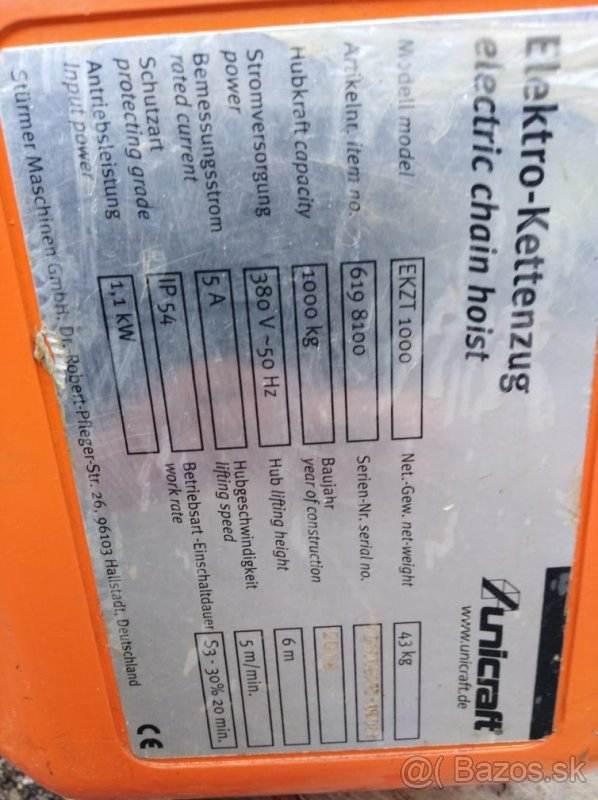 Elektro-Kettenzug
electric chain hoist
unicraft®
www.unicraft.de
Modell model
EKZT 1000
Net.-Gew. net-weight
43 kg
Artikelnr. item no.
619 8100
Serien-Nr. serial no.
Hubkraft capacity
1000 kg
Baujahr
year of construction
Stromversorgung
power
380 V ~50 Hz
Hub lifting height
6 m
Bemessungsstrom
rated current
5 A
Hubgeschwindigkeit
lifting speed
5 m/min.
Schutzart
protecting grade
IP 54
Betriebsart -Einschaltdauer
work rate
S3 - 30% 20 min.
Antriebsleistung
Input power
1,1 kW
Stürmer Maschinen GmbH. Dr. Robert-Pfleger-Str. 26, 96103 Hallstadt, Deutschland
CE
Bazos.sk